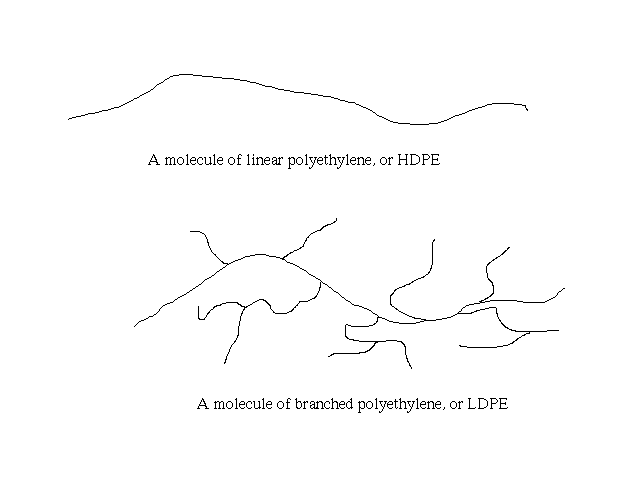 A molecule of linear polyethylene, or HDPE
A molecule of branched polyethylene, or LDPE